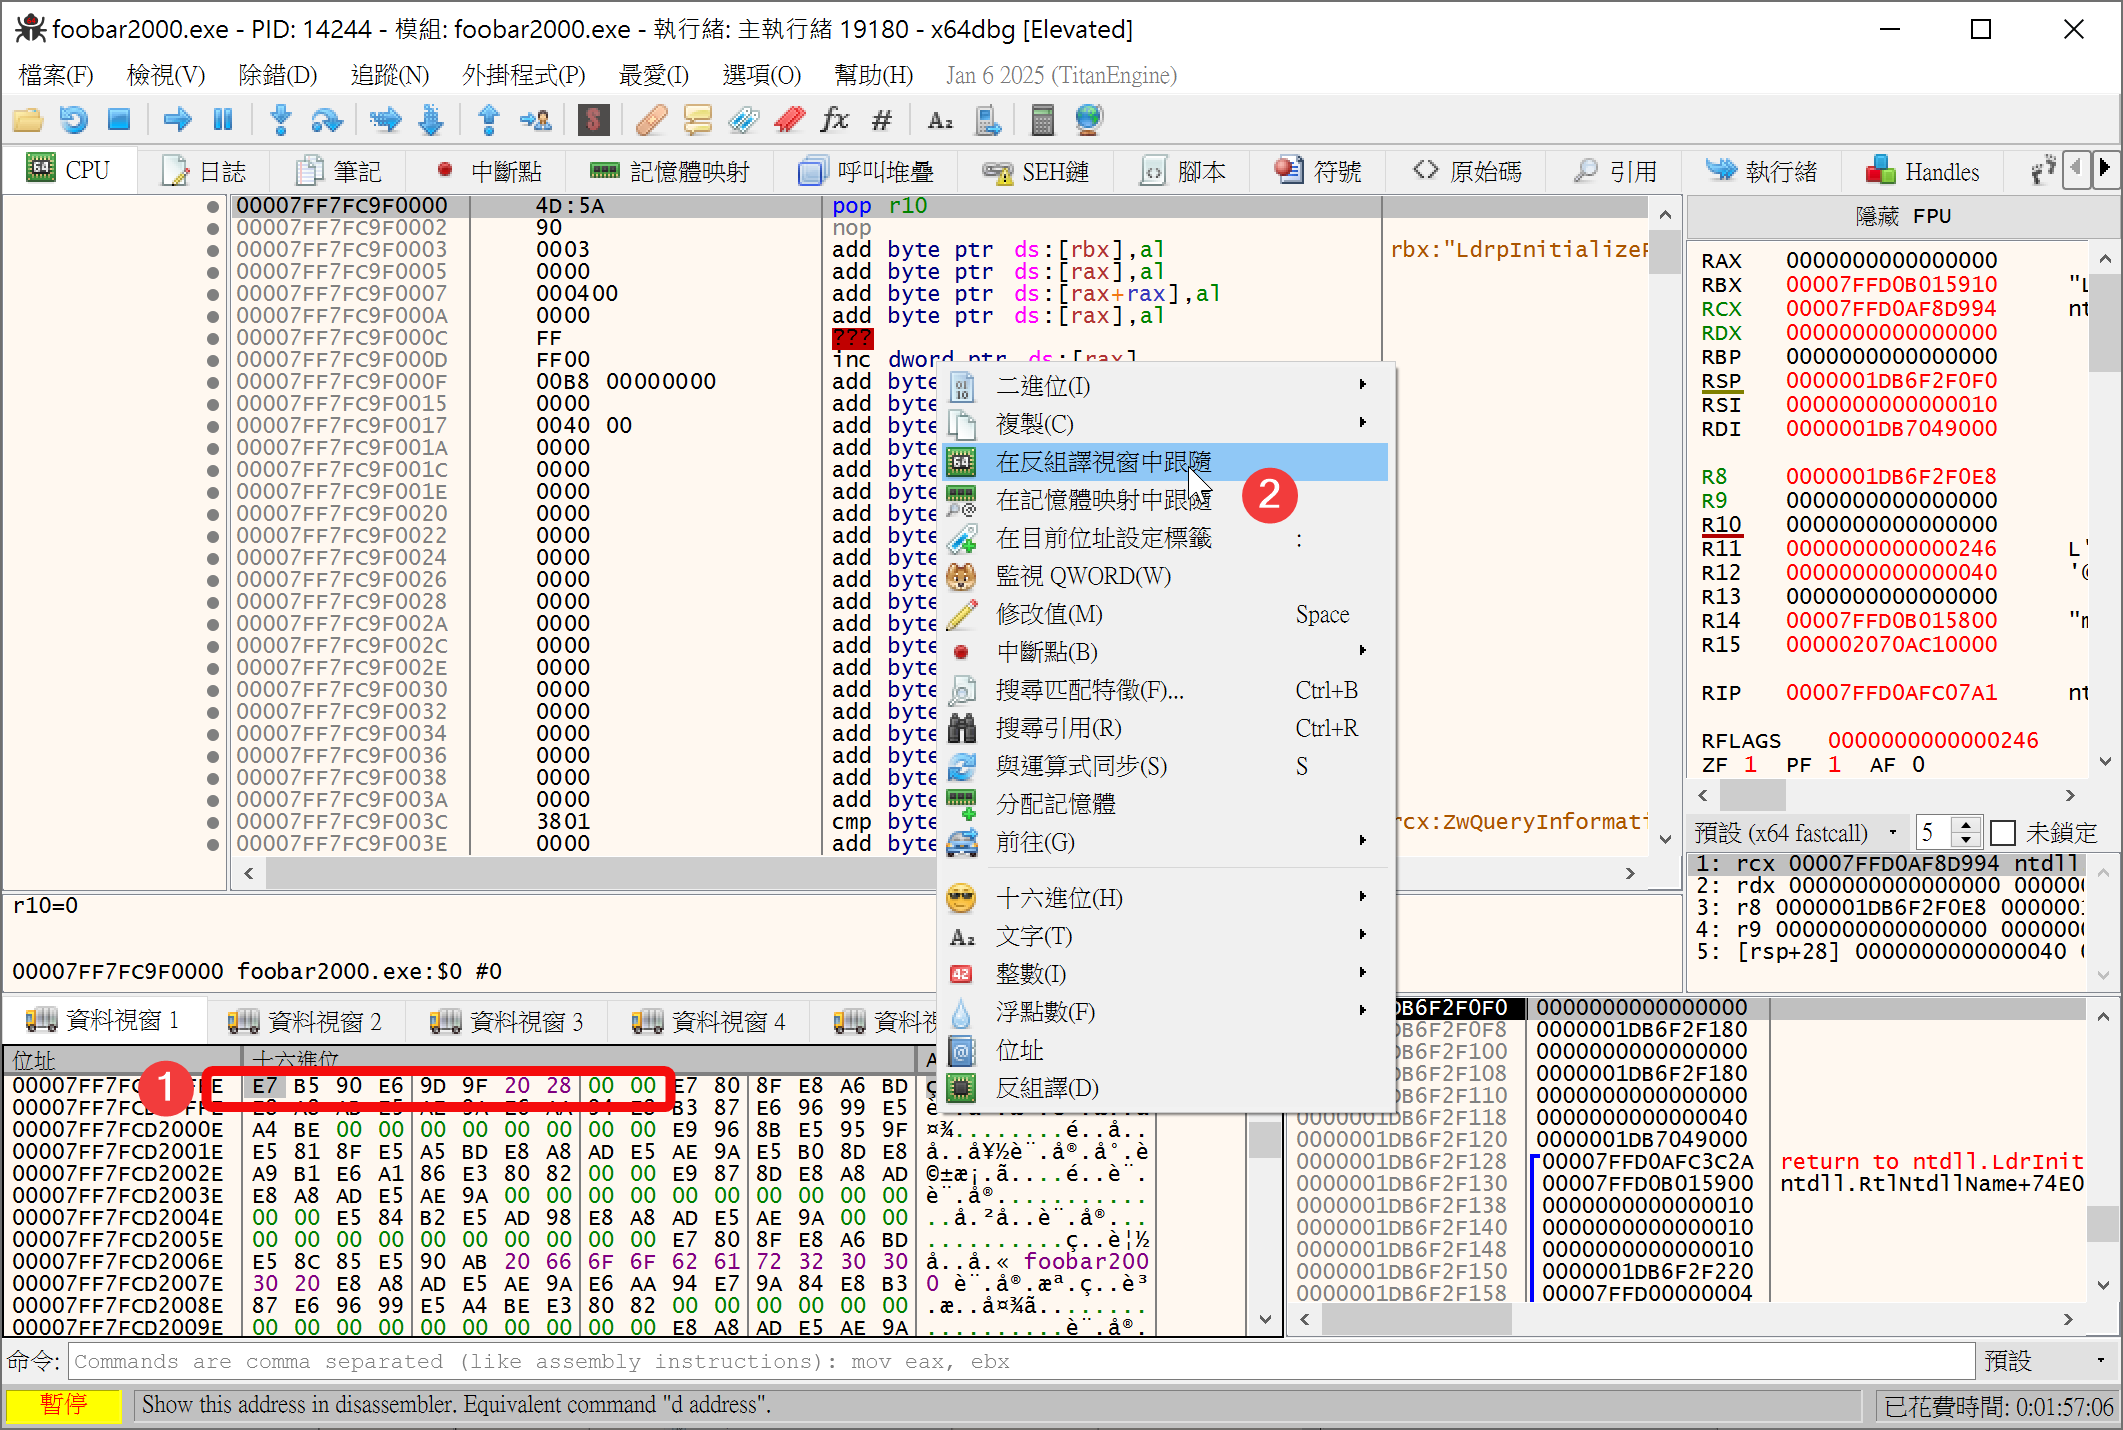 foobar2000.exe - PID: 14244 - 模組: foobar2000.exe - 執行緒: 主執行緒 19180 - x64dbg [Elevated]
檔案(F) 檢視(V) 除錯(D) 追蹤(N) 外掛程式(P) 最愛(I) 選項(O) 幫助(H) Jan 6 2025 (TitanEngine)
CPU 日誌 筆記 中斷點 記憶體映射 呼叫堆疊 SEH鏈 腳本 符號 原始碼 引用 執行緒 Handles
00007FF7FC9F0000 4D:5A pop r10
00007FF7FC9F0002 90 nop
00007FF7FC9F0003 0003 add byte ptr ds:[rbx],al rbx:"LdrpInitializeP
00007FF7FC9F0005 0000 add byte ptr ds:[rax],al
00007FF7FC9F0007 000400 add byte ptr ds:[rax+rax],al
00007FF7FC9F000A 0000 add byte ptr ds:[rax],al
00007FF7FC9F000C FF ???
00007FF7FC9F000D FF00 inc dword ptr ds:[rax]
00007FF7FC9F000F 00B8 00000000 add byte
00007FF7FC9F0015 0000 add byte
00007FF7FC9F0017 0040 00 add byte
00007FF7FC9F001A 0000 add byte
00007FF7FC9F001C 0000 add byte
00007FF7FC9F001E 0000 add byte
00007FF7FC9F0020 0000 add byte
00007FF7FC9F0022 0000 add byte
00007FF7FC9F0024 0000 add byte
00007FF7FC9F0026 0000 add byte
00007FF7FC9F0028 0000 add byte
00007FF7FC9F002A 0000 add byte
00007FF7FC9F002C 0000 add byte
00007FF7FC9F002E 0000 add byte
00007FF7FC9F0030 0000 add byte
00007FF7FC9F0032 0000 add byte
00007FF7FC9F0034 0000 add byte
00007FF7FC9F0036 0000 add byte
00007FF7FC9F0038 0000 add byte
00007FF7FC9F003A 0000 add byte
00007FF7FC9F003C 3801 cmp byte rcx:ZwQueryInformati
00007FF7FC9F003E 0000 add byte
二進位(I)
複製(C)
在反組譯視窗中跟隨
2
在記憶體映射中跟隨
在目前位址設定標籤 :
監視 QWORD(W)
修改值(M) Space
中斷點(B)
搜尋匹配特徵(F)... Ctrl+B
搜尋引用(R) Ctrl+R
與運算式同步(S) S
分配記憶體
前往(G)
十六進位(H)
文字(T)
整數(I)
浮點數(F)
位址
反組譯(D)
隱藏 FPU
RAX 0000000000000000
RBX 00007FFD0B015910 "L
RCX 00007FFD0AF8D994 nt
RDX 0000000000000000
RBP 0000000000000000
RSP 0000001DB6F2F0F0
RSI 0000000000000010
RDI 0000001DB7049000
R8 0000001DB6F2F0E8
R9 0000000000000000
R10 0000000000000000
R11 0000000000000246 L'
R12 0000000000000040 '@
R13 0000000000000000
R14 00007FFD0B015800 "m
R15 000002070AC10000
RIP 00007FFD0AFC07A1 nt
RFLAGS 0000000000000246
ZF 1 PF 1 AF 0
預設 (x64 fastcall) 5 未鎖定
1: rcx 00007FFD0AF8D994 ntdll
2: rdx 0000000000000000 000000
3: r8 0000001DB6F2F0E8 000000:
4: r9 0000000000000000 000000
5: [rsp+28] 0000000000000040
r10=0
00007FF7FC9F0000 foobar2000.exe:$0 #0
資料視窗 1 資料視窗 2 資料視窗 3 資料視窗 4 資料視
位址 十六進位 A
1
00007FF7FC E7 B5 90 E6 9D 9F 20 28 00 00 E7 80 8F E8 A6 BD
B3 87 E6 96 99 E5
00007FF7FCD2000E A4 BE 00 00 00 00 00 00 00 00 E9 96 8B E5 95 9F ¤¾........é..å..
00007FF7FCD2001E E5 81 8F E5 A5 BD E8 A8 AD E5 AE 9A E5 B0 8D E8 å..å¥½è¨.å®.å°.è
00007FF7FCD2002E A9 B1 E6 A1 86 E3 80 82 00 00 E9 87 8D E8 A8 AD ©±æ¡.ã....é..è¨.
00007FF7FCD2003E E8 A8 AD E5 AE 9A 00 00 00 00 00 00 00 00 00 00 è¨.å®...........
00007FF7FCD2004E 00 00 E5 84 B2 E5 AD 98 E8 A8 AD E5 AE 9A 00 00 ..å.²å..è¨.å®...
00007FF7FCD2005E 00 00 00 00 00 00 00 00 00 00 E7 80 8F E8 A6 BD ..........ç..è¦½
00007FF7FCD2006E E5 8C 85 E5 90 AB 20 66 6F 6F 62 61 72 32 30 30 å..å.« foobar200
00007FF7FCD2007E 30 20 E8 A8 AD E5 AE 9A E6 AA 94 E7 9A 84 E8 B3 0 è¨.å®.æª.ç..è³
00007FF7FCD2008E 87 E6 96 99 E5 A4 BE E3 80 82 00 00 00 00 00 00 .æ..å¤¾ã........
00007FF7FCD2009E 00 00 00 00 00 00 00 00 00 00 E8 A8 AD E5 AE 9A ..........è¨.å®.
DB6F2F0F0 0000000000000000
DB6F2F0F8 0000001DB6F2F180
DB6F2F100 0000000000000000
DB6F2F108 0000001DB6F2F180
DB6F2F110 0000000000000000
0000001DB6F2F118 0000000000000040
0000001DB6F2F120 0000001DB7049000
0000001DB6F2F128 00007FFD0AFC3C2A return to ntdll.LdrInit
0000001DB6F2F130 00007FFD0B015900 ntdll.RtlNtdllName+74E0
0000001DB6F2F138 0000000000000010
0000001DB6F2F140 0000000000000010
0000001DB6F2F148 0000000000000010
0000001DB6F2F150 0000001DB6F2F220
0000001DB6F2F158 00007FFD00000004
命令: Commands are comma separated (like assembly instructions): mov eax, ebx 預設
暫停 Show this address in disassembler. Equivalent command "d address". 已花費時間: 0:01:57:06